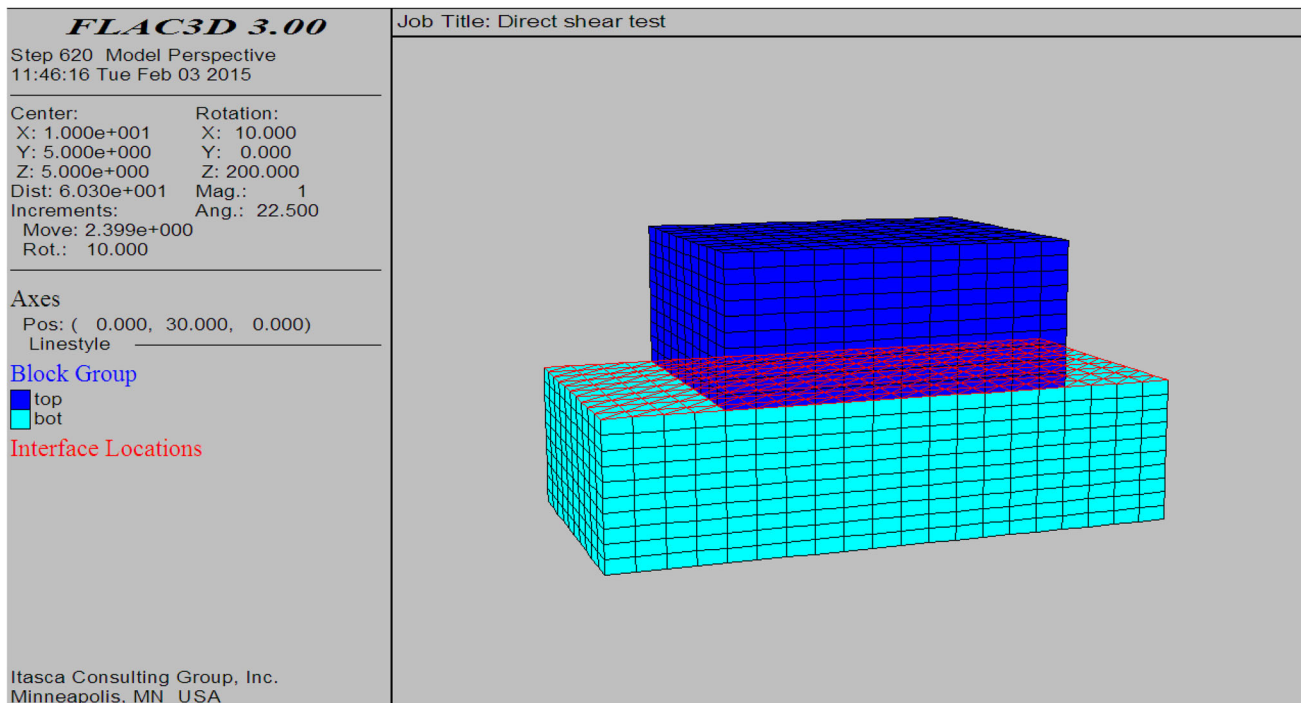 FLAC3D 3.00
Step 620 Model Perspective
11:46:16 Tue Feb 03 2015
Center: Rotation:
X: 1.000e+001 X: 10.000
Y: 5.000e+000 Y: 0.000
Z: 5.000e+000 Z: 200.000
Dist: 6.030e+001 Mag.: 1
Increments: Ang.: 22.500
Move: 2.399e+000
Rot.: 10.000
Axes
Pos: ( 0.000, 30.000, 0.000)
Linestyle
Block Group
top
bot
Interface Locations
Itasca Consulting Group, Inc.
Minneapolis, MN USA
Job Title: Direct shear test